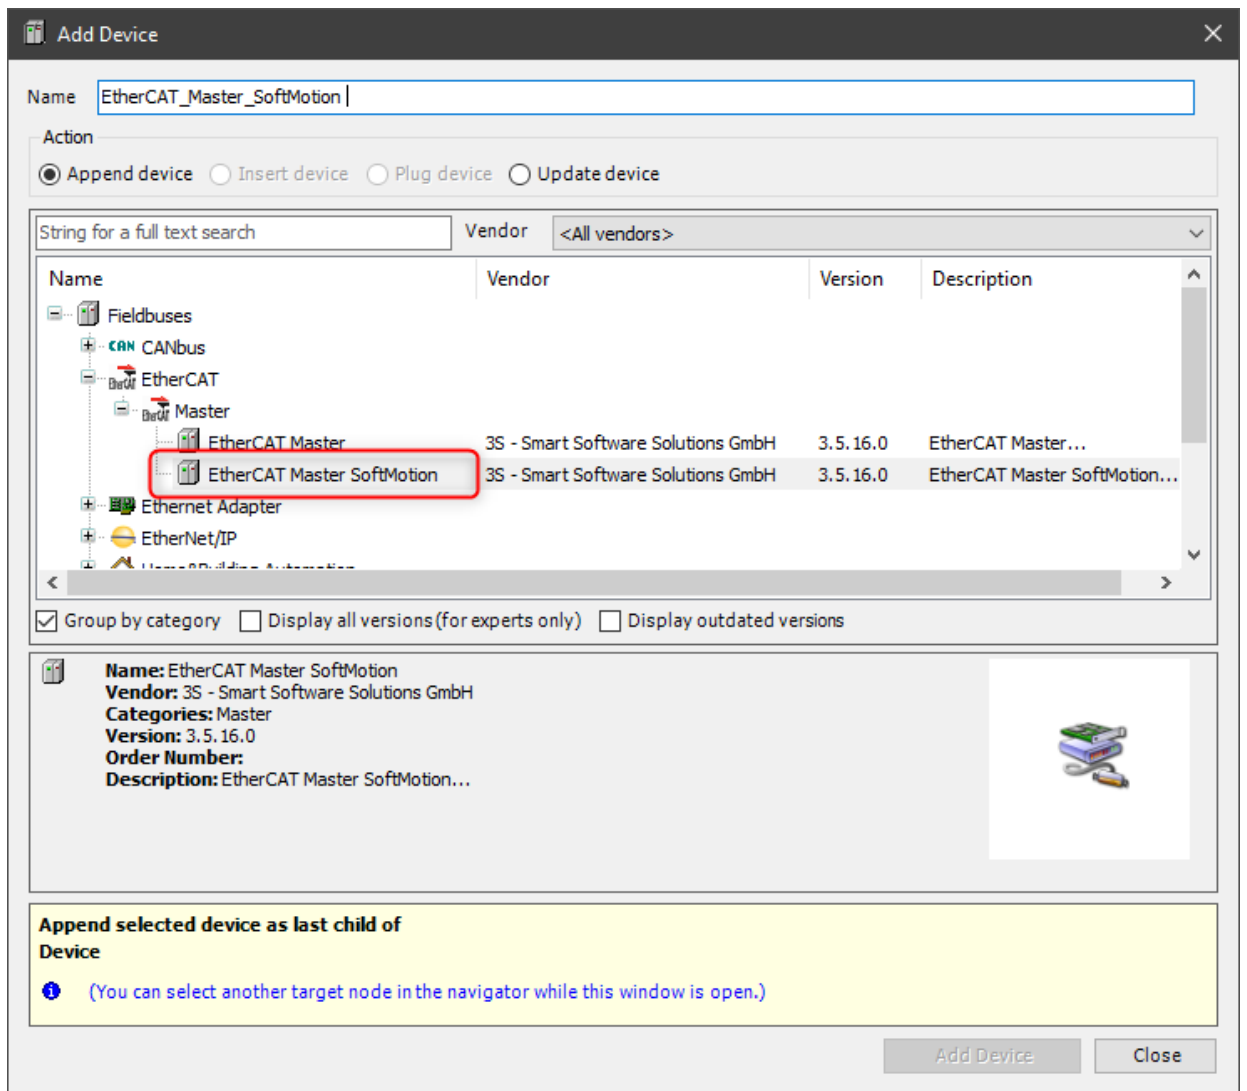 Add Device
Name EtherCAT_Master_SoftMotion
Action
Append device Insert device Plug device Update device
String for a full text search Vendor <All vendors>
Name Vendor Version Description
Fieldbuses
CAN CANbus
EtherCAT EtherCAT
EtherCAT Master
EtherCAT Master 3S - Smart Software Solutions GmbH 3.5.16.0 EtherCAT Master...
EtherCAT Master SoftMotion 3S - Smart Software Solutions GmbH 3.5.16.0 EtherCAT Master SoftMotion...
Ethernet Adapter
EtherNet/IP
Home&Building Automation
Group by category Display all versions (for experts only) Display outdated versions
Name: EtherCAT Master SoftMotion
Vendor: 3S - Smart Software Solutions GmbH
Categories: Master
Version: 3.5.16.0
Order Number:
Description: EtherCAT Master SoftMotion...
Append selected device as last child of
Device
(You can select another target node in the navigator while this window is open.)
Add Device Close